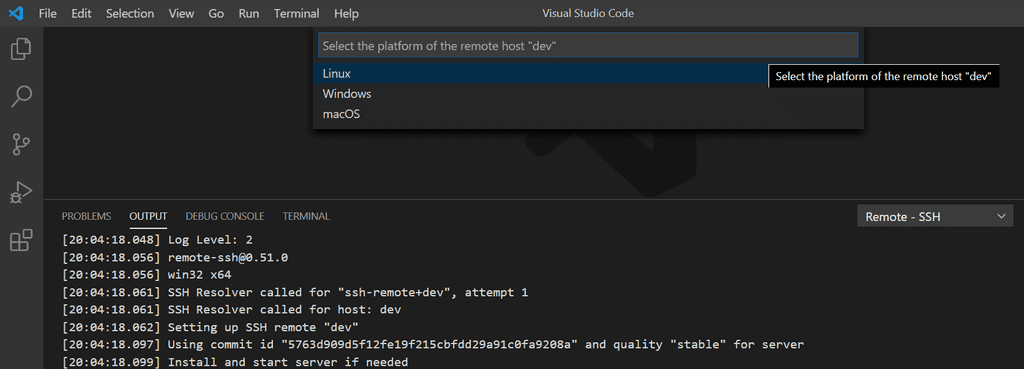 File Edit Selection View Go Run Terminal Help Visual Studio Code
Select the platform of the remote host "dev"
Linux
Select the platform of the remote host "dev"
Windows
macOS
PROBLEMS OUTPUT DEBUG CONSOLE TERMINAL Remote - SSH
[20:04:18.048] Log Level: 2
[20:04:18.056] remote-ssh@0.51.0
[20:04:18.056] win32 x64
[20:04:18.061] SSH Resolver called for "ssh-remote+dev", attempt 1
[20:04:18.061] SSH Resolver called for host: dev
[20:04:18.062] Setting up SSH remote "dev"
[20:04:18.097] Using commit id "5763d909d5f12fe19f215cbfdd29a91c0fa9208a" and quality "stable" for server
[20:04:18.099] Install and start server if needed